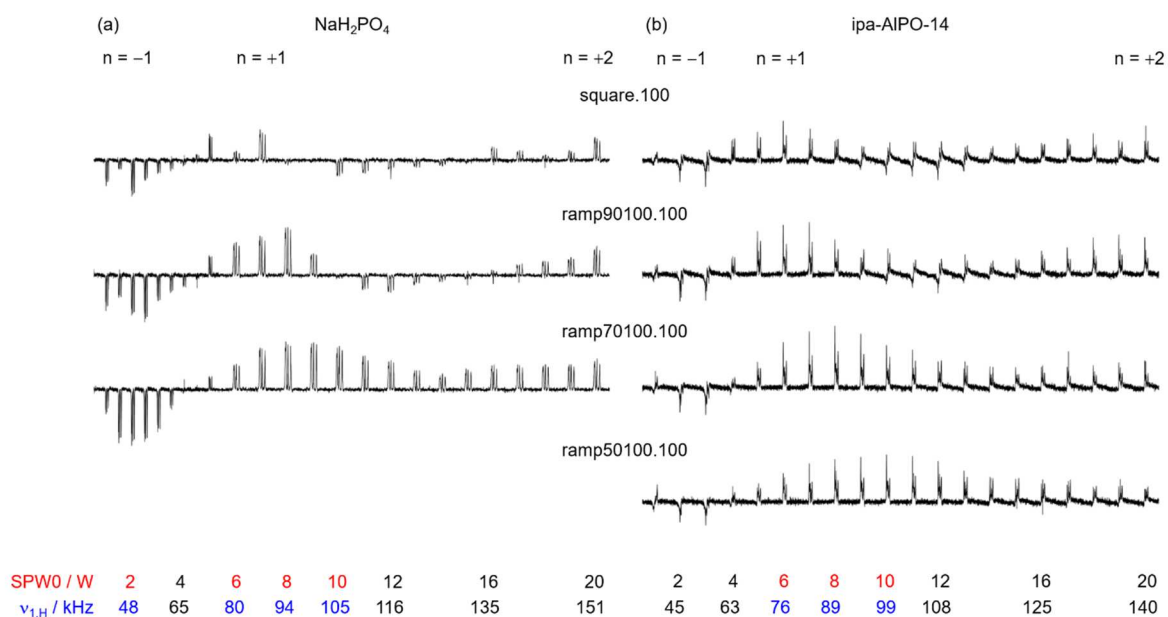 (a) NaH₂PO₄ (b) ipa-AlPO-14
n = −1 n = +1 n = +2 n = −1 n = +1 n = +2
square.100
ramp90100.100
ramp70100.100
ramp50100.100
SPW0 / W 2 4 6 8 10 12 16 20 2 4 6 8 10 12 16 20
ν₁,H / kHz 48 65 80 94 105 116 135 151 45 63 76 89 99 108 125 140